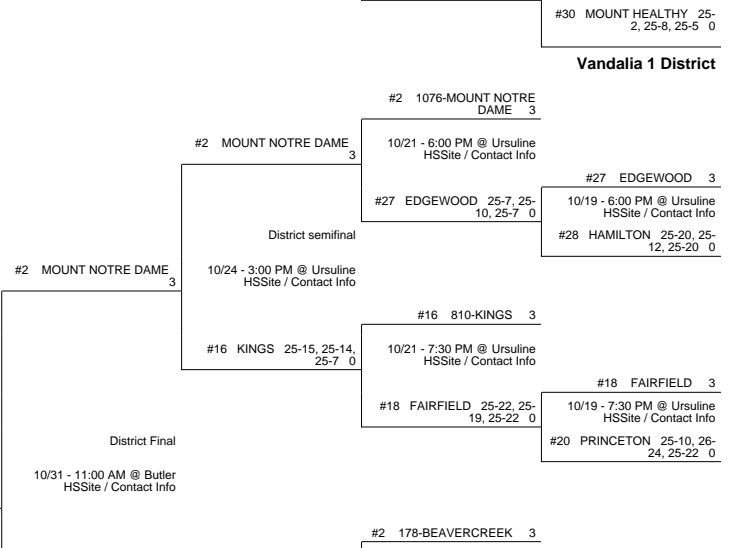 #30 MOUNT HEALTHY 25-
2, 25-8, 25-5 0
Vandalia 1 District
#2 1076-MOUNT NOTRE
DAME 3
#2 MOUNT NOTRE DAME
3
10/21 - 6:00 PM @ Ursuline
HSSite / Contact Info
#27 EDGEWOOD 3
#27 EDGEWOOD 25-7, 25-
10, 25-7 0
10/19 - 6:00 PM @ Ursuline
HSSite / Contact Info
District semifinal
#28 HAMILTON 25-20, 25-
12, 25-20 0
#2 MOUNT NOTRE DAME
3
10/24 - 3:00 PM @ Ursuline
HSSite / Contact Info
#16 810-KINGS 3
#16 KINGS 25-15, 25-14,
25-7 0
10/21 - 7:30 PM @ Ursuline
HSSite / Contact Info
#18 FAIRFIELD 3
#18 FAIRFIELD 25-22, 25-
19, 25-22 0
10/19 - 7:30 PM @ Ursuline
HSSite / Contact Info
District Final
#20 PRINCETON 25-10, 26-
24, 25-22 0
10/31 - 11:00 AM @ Butler
HSSite / Contact Info
#2 178-BEAVERCREEK 3